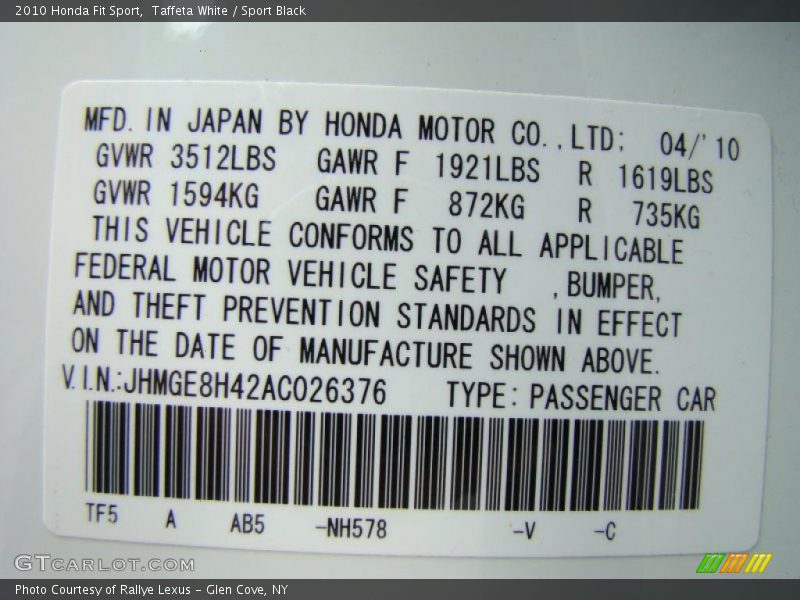 2010 Honda Fit Sport, Taffeta White / Sport Black
MFD. IN JAPAN BY HONDA MOTOR CO.,LTD; 04/'10
GVWR 3512LBS GAWR F 1921LBS R 1619LBS
GVWR 1594KG GAWR F 872KG R 735KG
THIS VEHICLE CONFORMS TO ALL APPLICABLE
FEDERAL MOTOR VEHICLE SAFETY ,BUMPER,
AND THEFT PREVENTION STANDARDS IN EFFECT
ON THE DATE OF MANUFACTURE SHOWN ABOVE.
V.I.N.:JHMGE8H42AC026376 TYPE: PASSENGER CAR
TF5 A AB5 -NH578 -V -C
GTCARLOT.COM
Photo Courtesy of Rallye Lexus - Glen Cove, NY